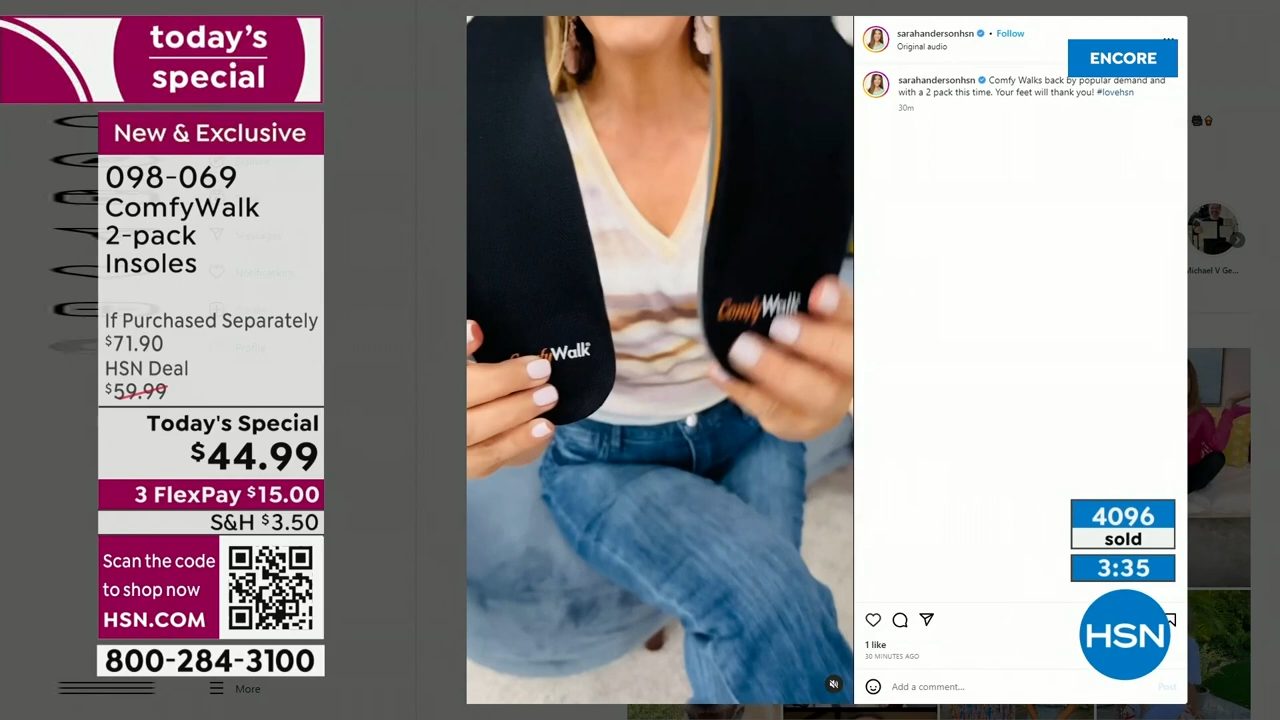 today's
special
New & Exclusive
098-069
ComfyWalk
2-pack
Insoles
If Purchased Separately
$71.90
HSN Deal
$59.99
Today's Special
$44.99
3 FlexPay $15.00
S&H $3.50
Scan the code
to shop now
HSN.COM
800-284-3100
More
ComfyWalk
Walk
sarahandersonhsn • Follow
Original audio
ENCORE
sarahandersonhsn Comfy Walks back by popular demand and
with a 2 pack this time. Your feet will thank you! #lovehsn
30m
Michael V Ge...
4096
sold
3:35
HSN
1 like
30 MINUTES AGO
Add a comment...
Post